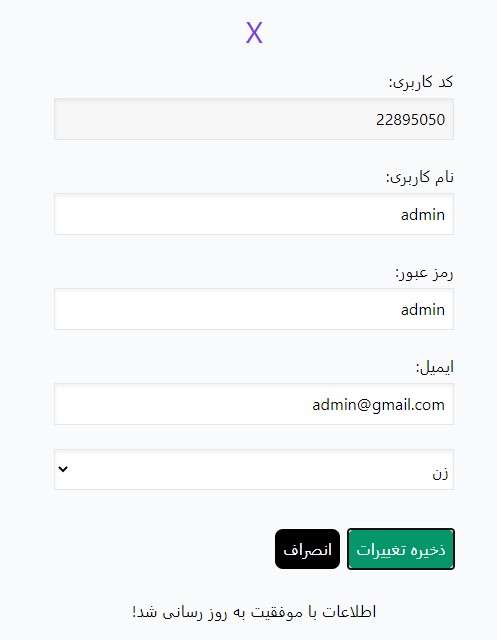 X
کد کاربری:
22895050
نام کاربری:
admin
رمز عبور:
admin
ایمیل:
admin@gmail.com
زن
ذخیره تغییرات انصراف
اطلاعات با موفقیت به روز رسانی شد!